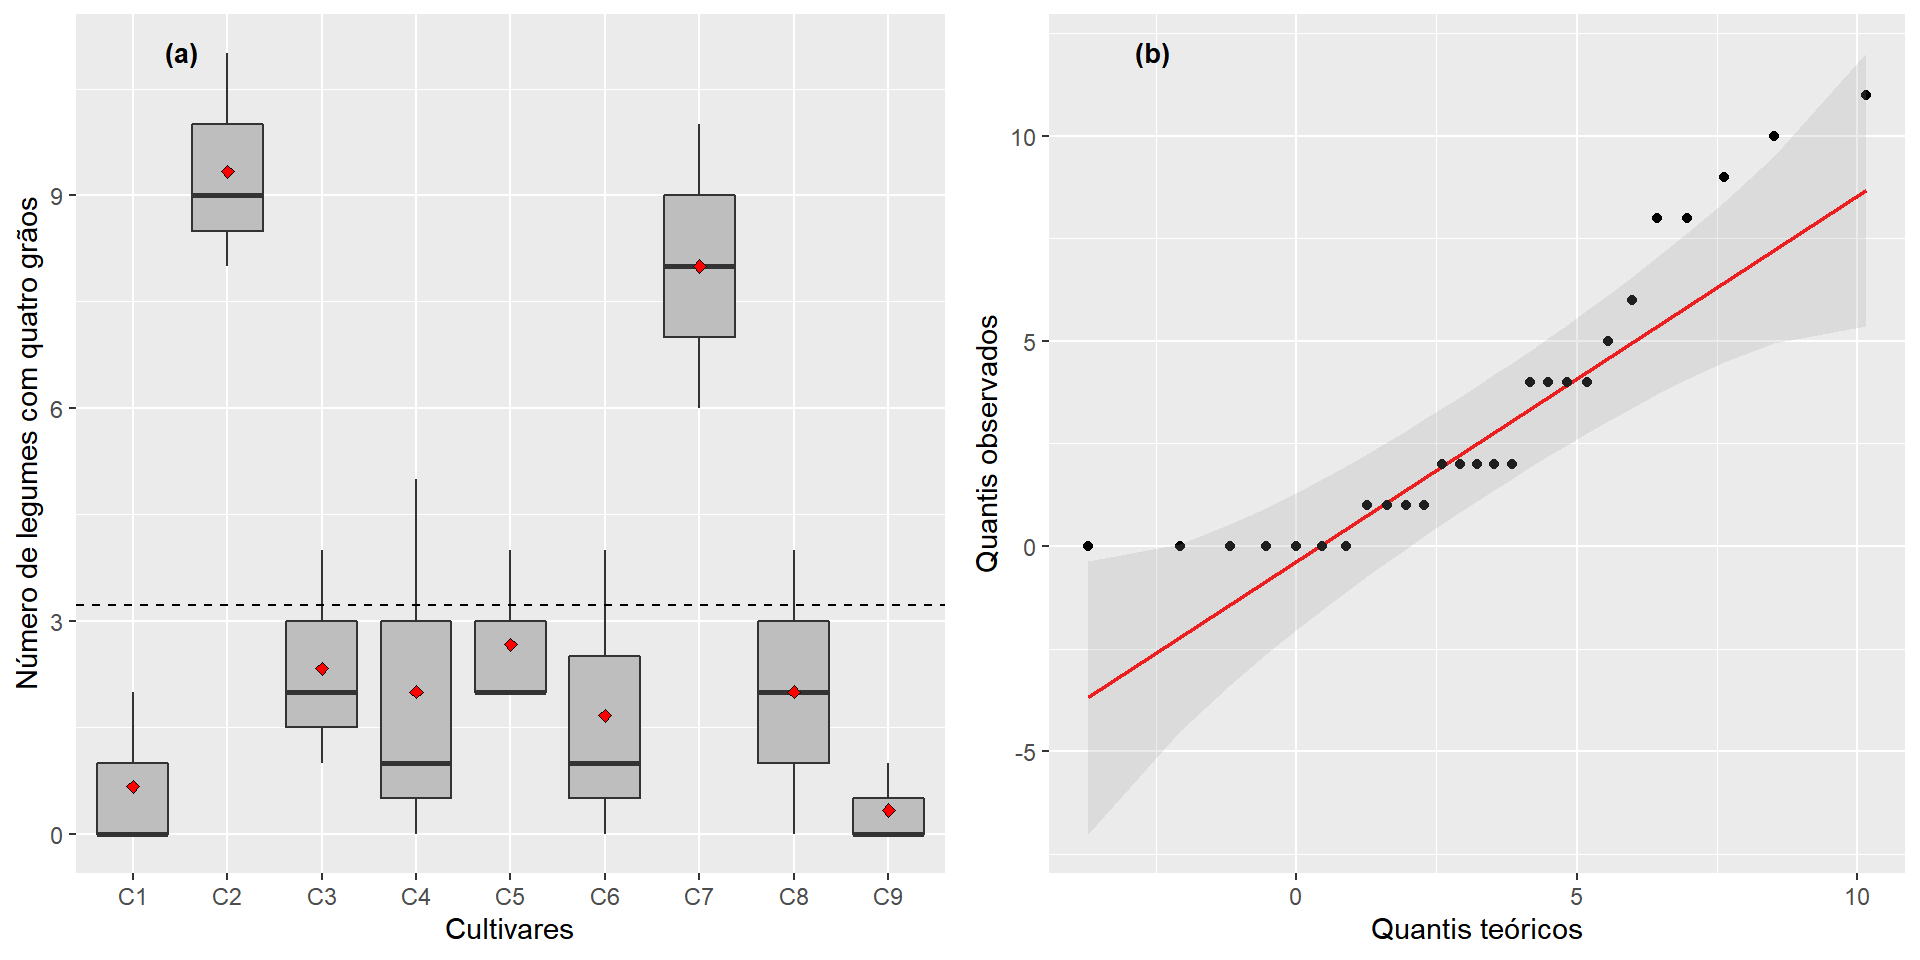 (a)
Número de legumes com quatro grãos
9
6
3
0
C1 C2 C3 C4 C5 C6 C7 C8 C9
Cultivares
(b)
Quantis observados
10
5
0
-5
0 5 10
Quantis teóricos